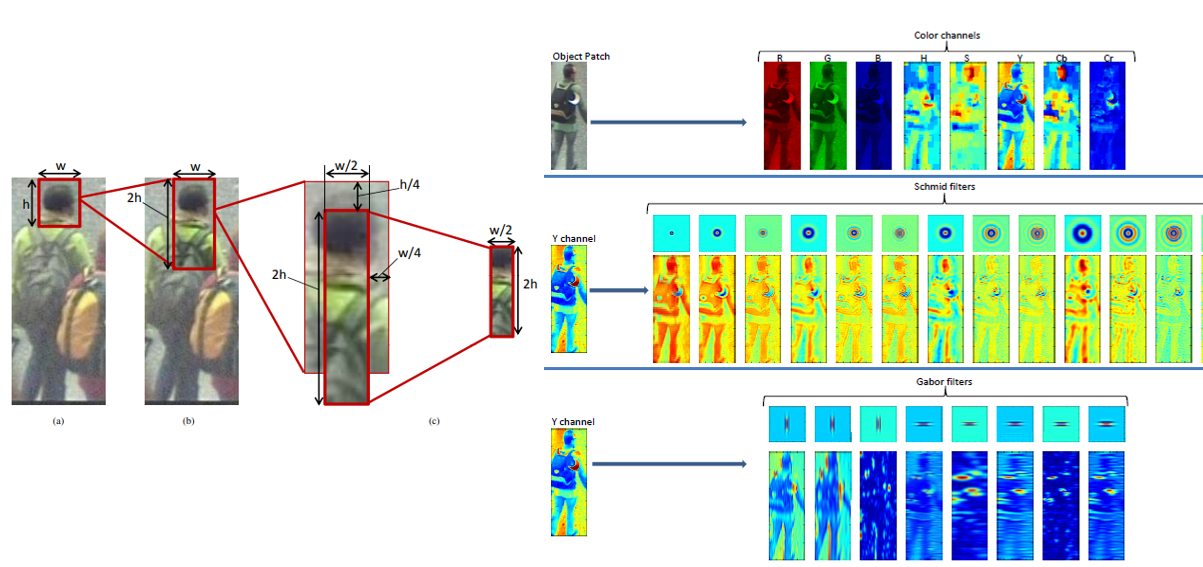 w
h
(a)
w
2h
(b)
w/2
h/4
2h
w/4
w/2
2h
(c)
Color channels
Object Patch
R G B H S Y Cb Cr
Schmid filters
Y channel
Gabor filters
Y channel